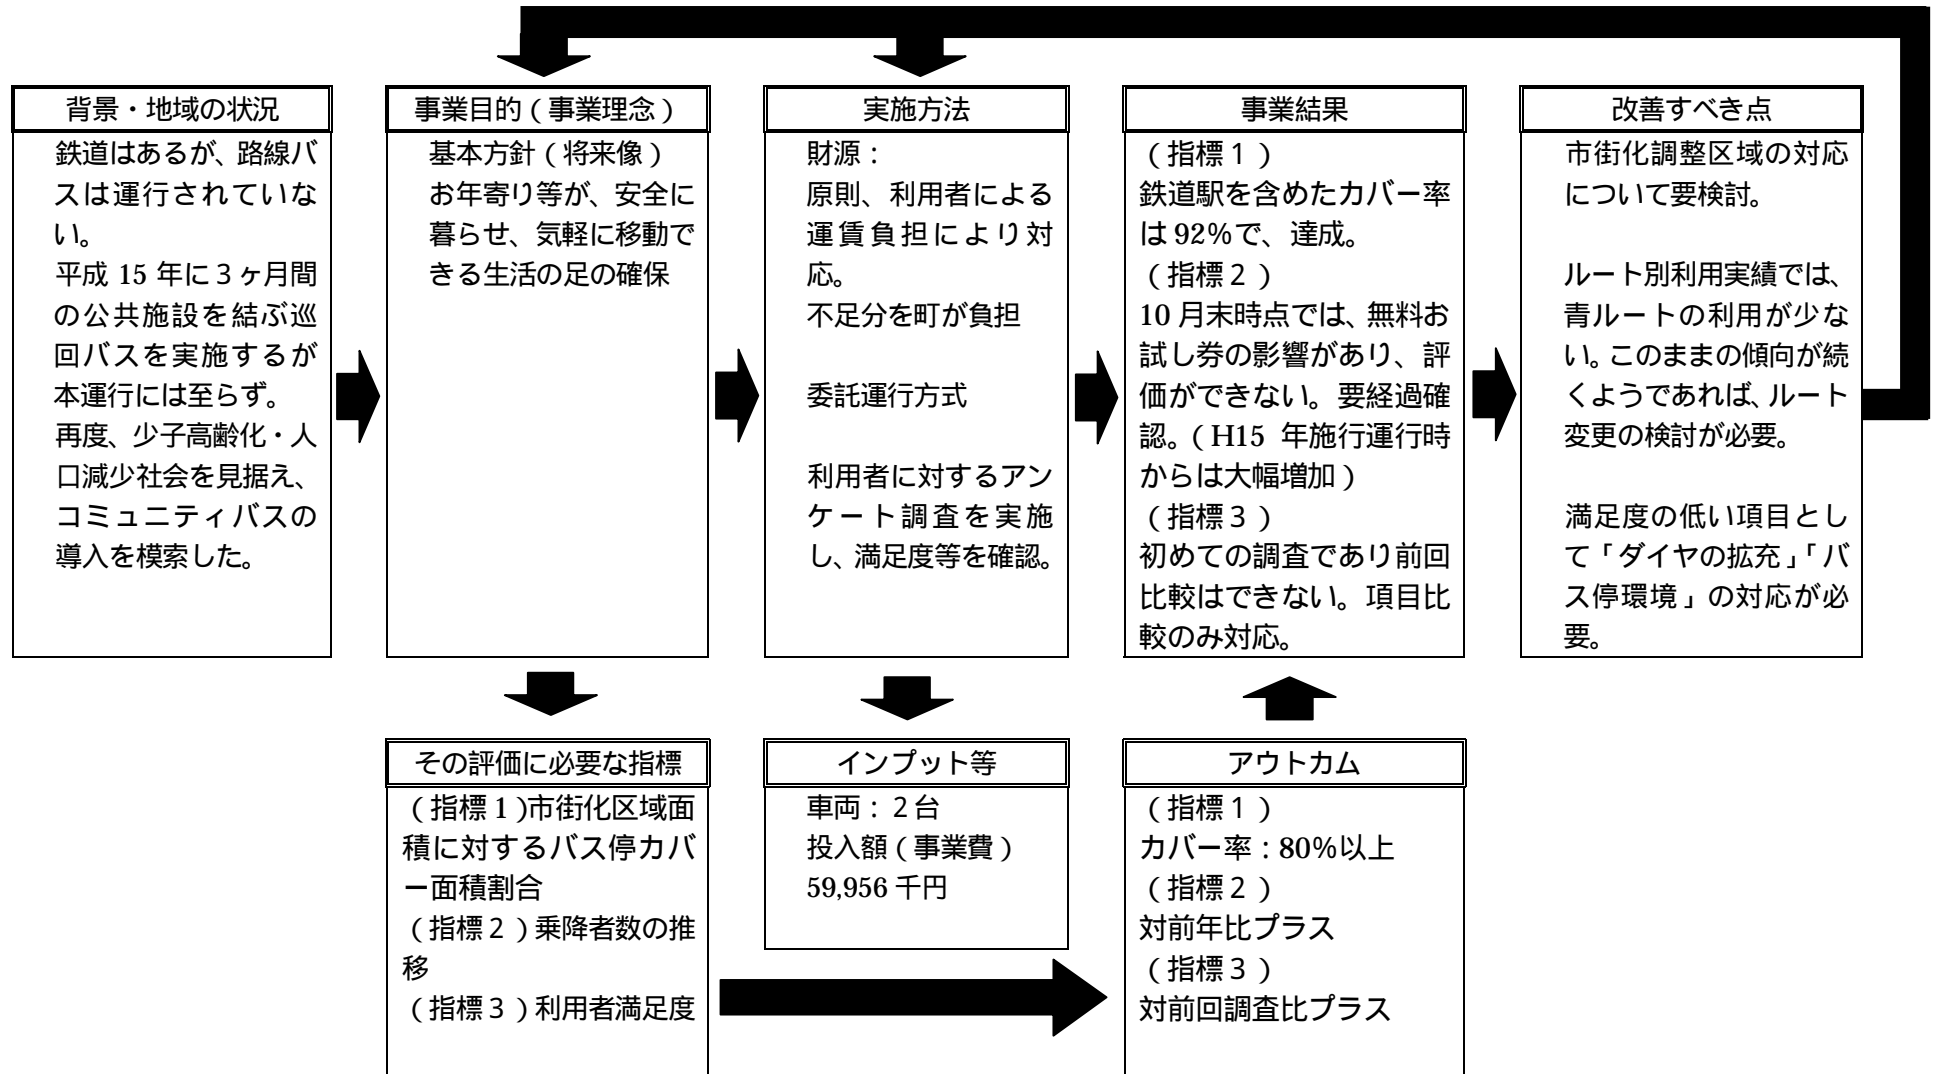 背景・地域の状況
鉄道はあるが、路線バ
スは運行されていな
い。
平成 15 年に3ヶ月間
の公共施設を結ぶ巡
回バスを実施するが
本運行には至らず。
再度、少子高齢化・人
口減少社会を見据え、
コミュニティバスの
導入を模索した。
事業目的(事業理念)
基本方針(将来像)
お年寄り等が、安全に
暮らせ、気軽に移動で
きる生活の足の確保
実施方法
財源:
原則、利用者による
運賃負担により対
応。
不足分を町が負担
委託運行方式
利用者に対するアン
ケート調査を実施
し、満足度等を確認。
事業結果
(指標1)
鉄道駅を含めたカバー率
は 92%で、達成。
(指標2)
10 月末時点では、無料お
試し券の影響があり、評
価ができない。要経過確
認。(H15 年施行運行時
からは大幅増加)
(指標3)
初めての調査であり前回
比較はできない。項目比
較のみ対応。
改善すべき点
市街化調整区域の対応
について要検討。
ルート別利用実績では、
青ルートの利用が少な
い。このままの傾向が続
くようであれば、ルート
変更の検討が必要。
満足度の低い項目とし
て「ダイヤの拡充」「バ
ス停環境」の対応が必
要。
その評価に必要な指標
(指標1)市街化区域面
積に対するバス停カバ
ー面積割合
(指標2)乗降者数の推
移
(指標3)利用者満足度
インプット等
車両:2台
投入額(事業費)
59,956 千円
アウトカム
(指標1)
カバー率:80%以上
(指標2)
対前年比プラス
(指標3)
対前回調査比プラス